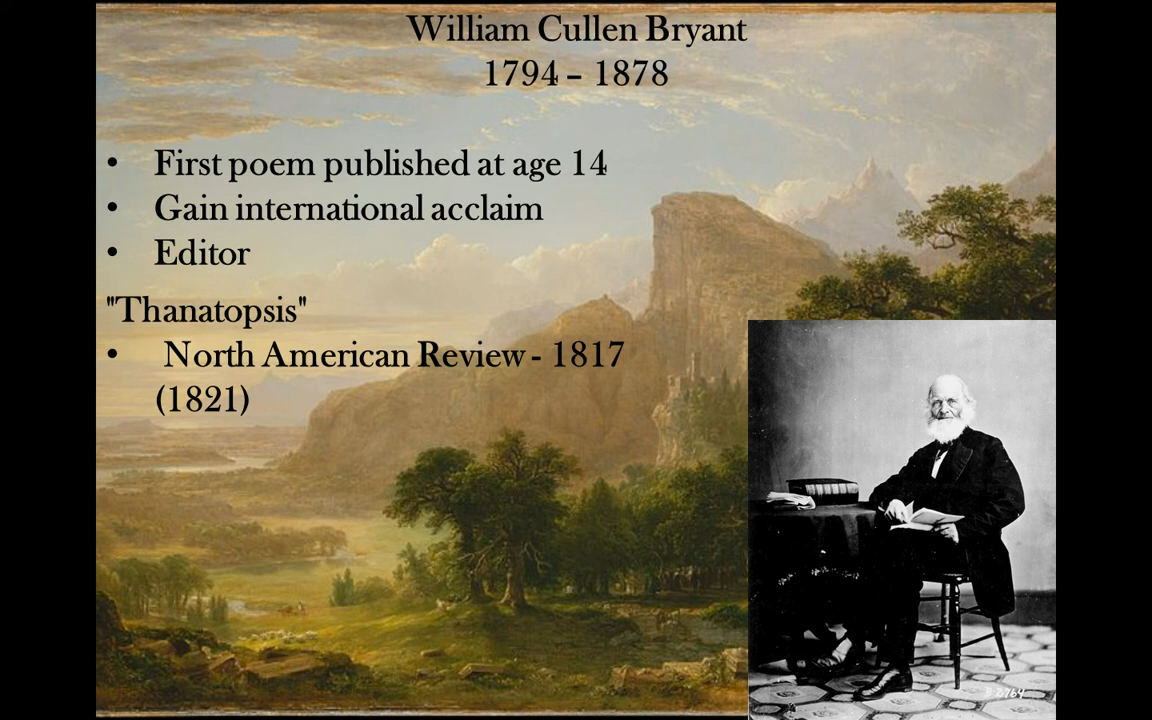 William Cullen Bryant
1794 – 1878
• First poem published at age 14
• Gain international acclaim
• Editor
"Thanatopsis"
• North American Review - 1817
(1821)
B-2764